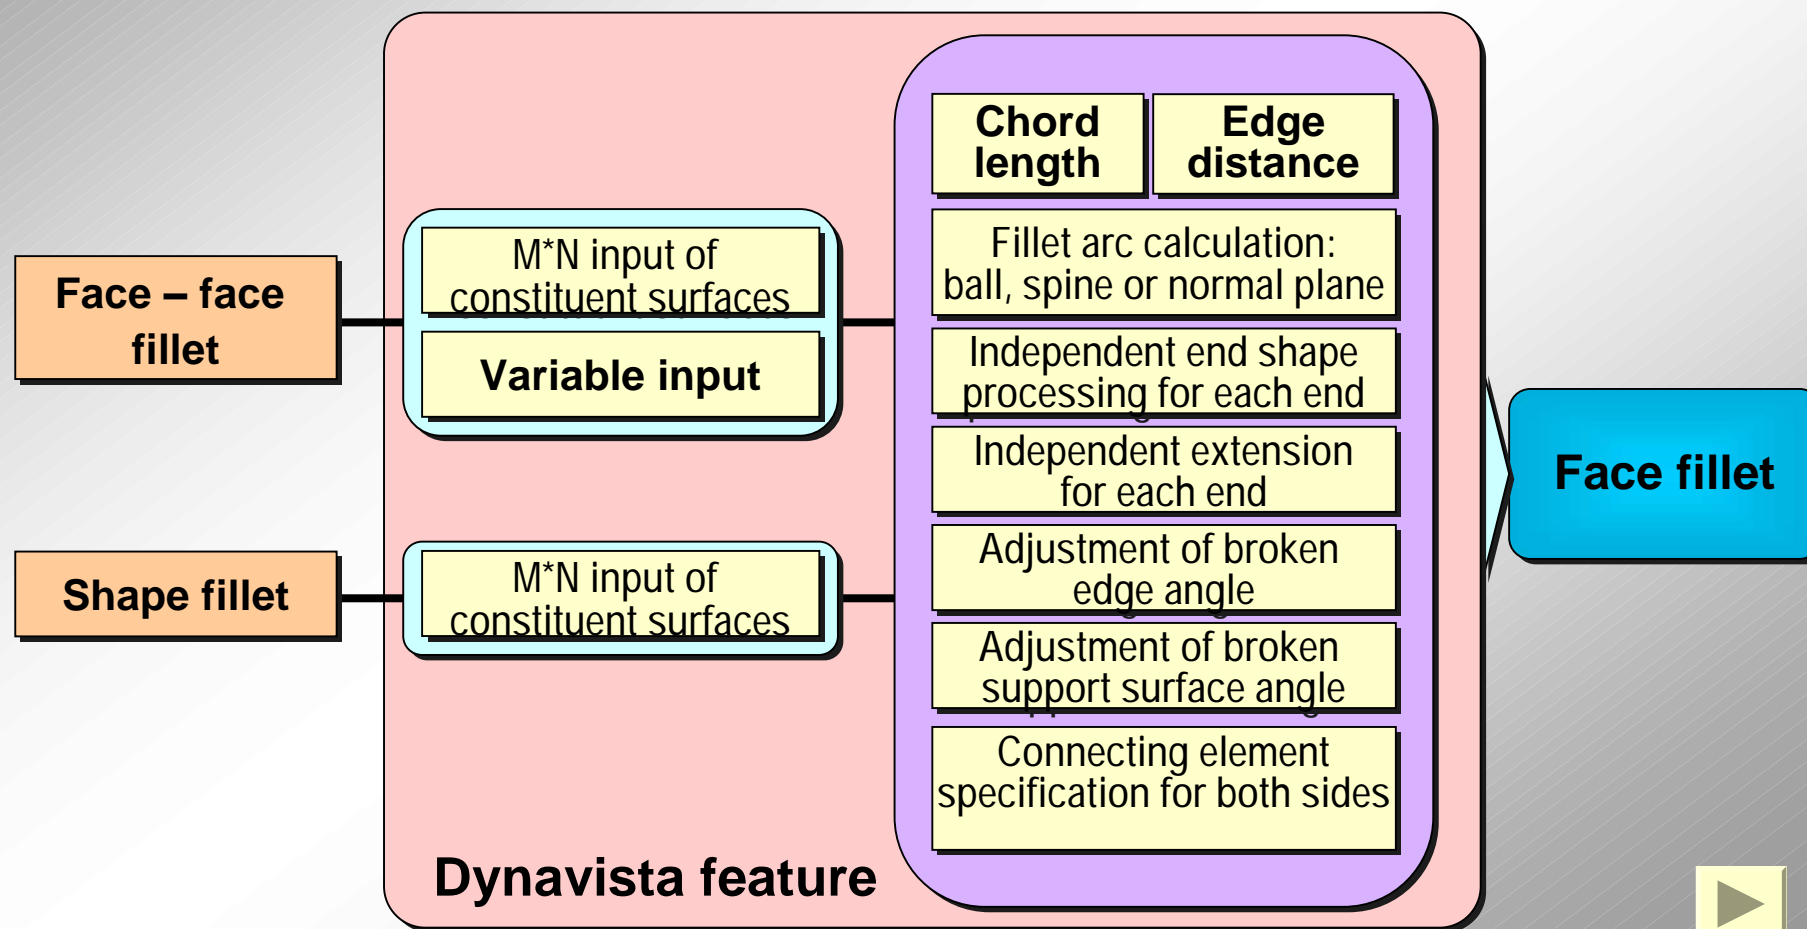 Chord
length
Edge
distance
Face – face
fillet
M*N input of
constituent surfaces
Variable input
Fillet arc calculation:
ball, spine or normal plane
Independent end shape
processing for each end
Independent extension
for each end
Face fillet
Shape fillet
M*N input of
constituent surfaces
Adjustment of broken
edge angle
Adjustment of broken
support surface angle
Connecting element
specification for both sides
Dynavista feature